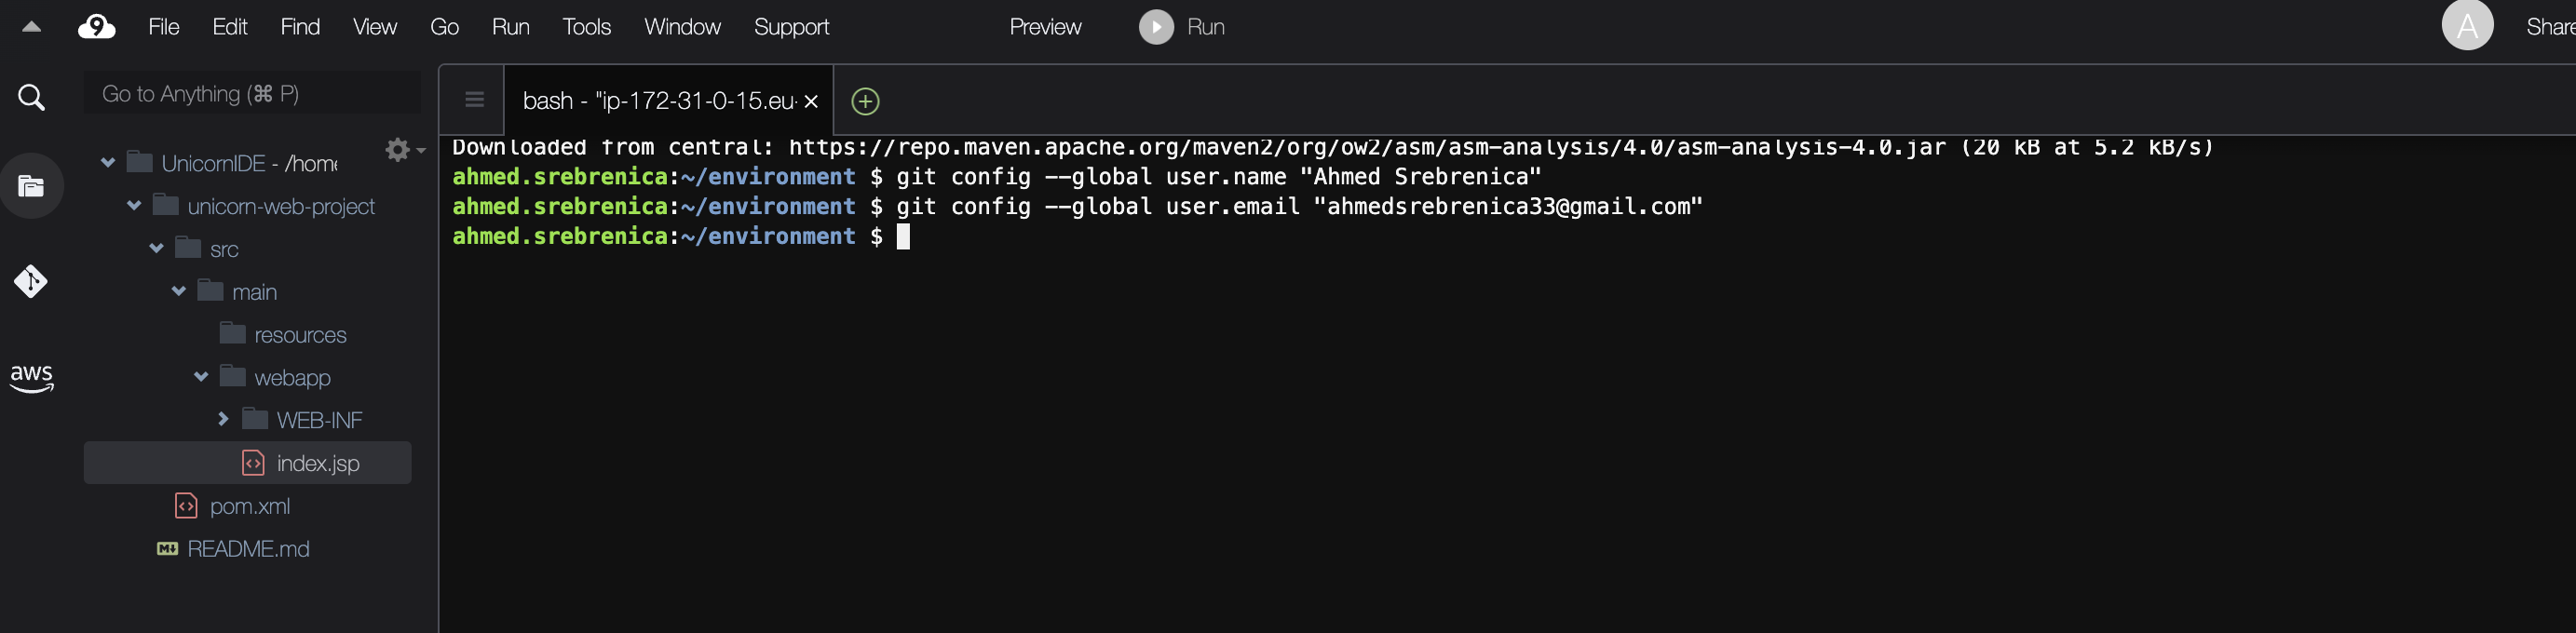 9 File Edit Find View Go Run Tools Window Support Preview Run A Share
Go to Anything (⌘ P)
bash - "ip-172-31-0-15.eu- ×
UnicornIDE - /home
unicorn-web-project
src
main
resources
webapp
WEB-INF
index.jsp
pom.xml
M↓ README.md
aws
Downloaded from central: https://repo.maven.apache.org/maven2/org/ow2/asm/asm-analysis/4.0/asm-analysis-4.0.jar (20 kB at 5.2 kB/s)
ahmed.srebrenica:~/environment $ git config --global user.name "Ahmed Srebrenica"
ahmed.srebrenica:~/environment $ git config --global user.email "ahmedsrebrenica33@gmail.com"
ahmed.srebrenica:~/environment $